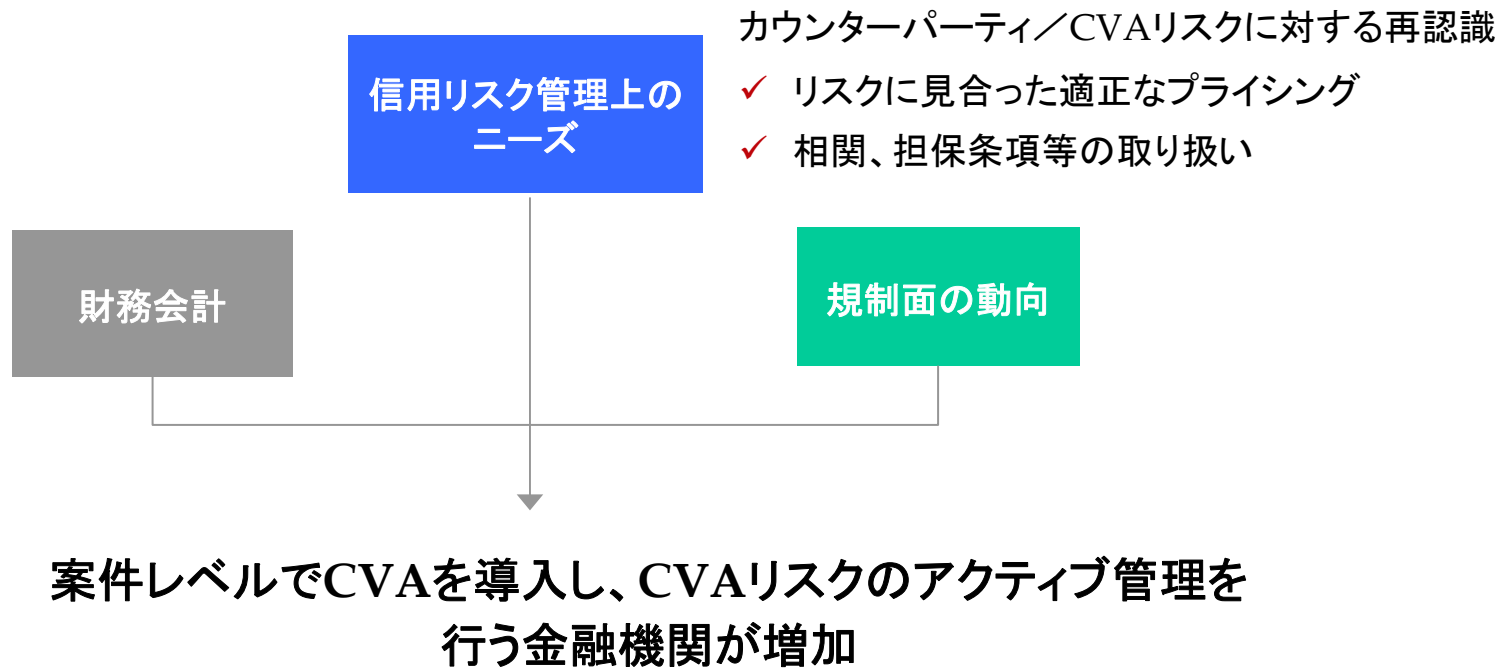 カウンターパーティ／CVAリスクに対する再認識
信用リスク管理上の
ニーズ
✓ リスクに見合った適正なプライシング
✓ 相関、担保条項等の取り扱い
財務会計
規制面の動向
案件レベルでCVAを導入し、CVAリスクのアクティブ管理を
行う金融機関が増加